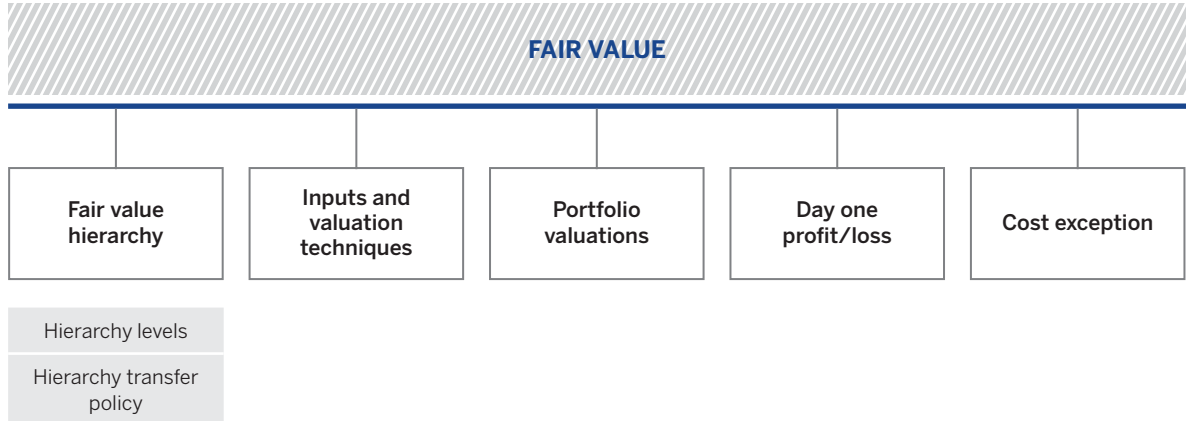 FAIR VALUE
Fair value
hierarchy
Inputs and
valuation
techniques
Portfolio
valuations
Day one
profit/loss
Cost exception
Hierarchy levels
Hierarchy transfer
policy